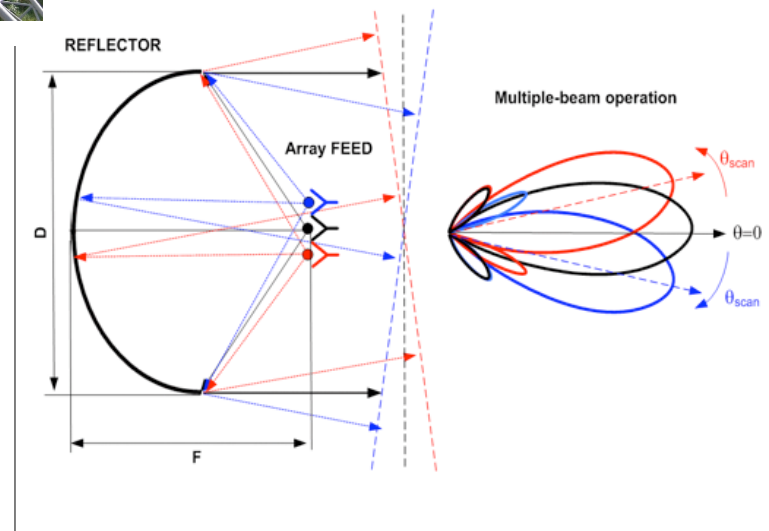 REFLECTOR
Array FEED
D
F
Multiple-beam operation
θscan
θ=0
θscan